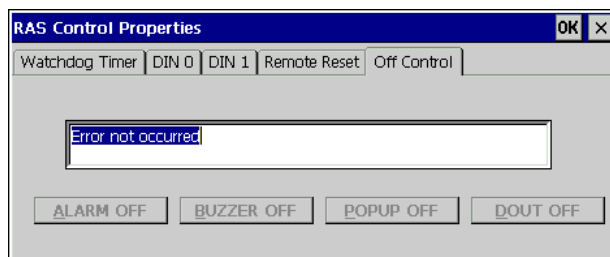 RAS Control Properties OK ×
Watchdog Timer DIN 0 DIN 1 Remote Reset Off Control
Error not occurred
ALARM OFF BUZZER OFF POPUP OFF DOUT OFF